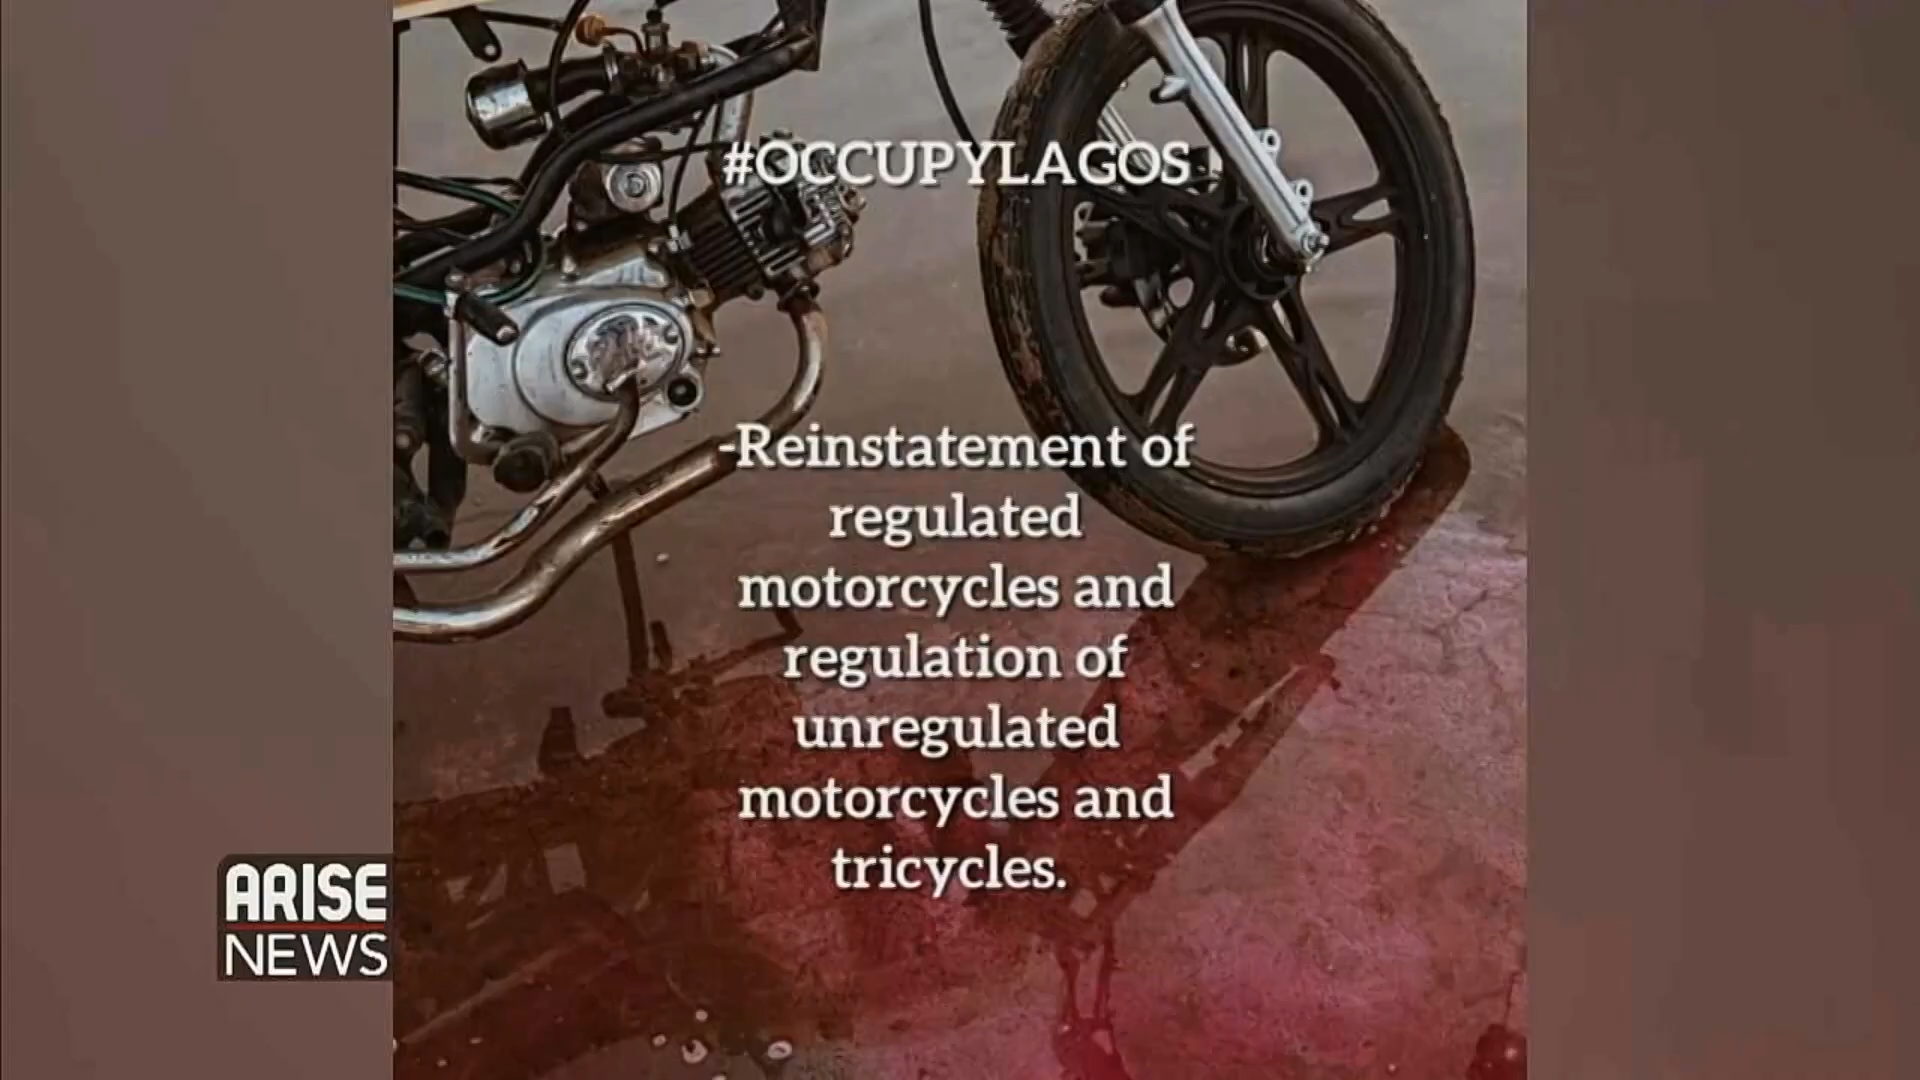 #OCCUPYLAGOS
-Reinstatement of
regulated
motorcycles and
regulation of
unregulated
motorcycles and
tricycles.
ARISE
NEWS